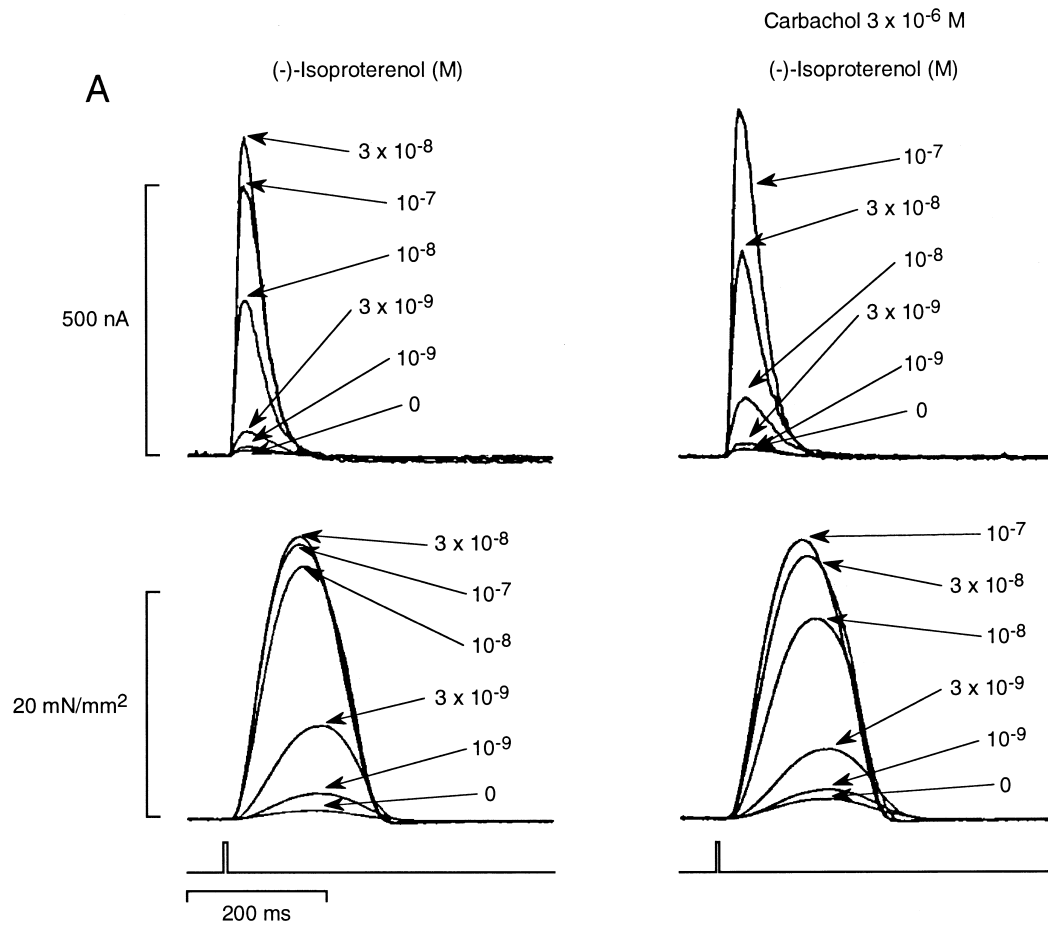 Carbachol 3 x 10-6 M
A
(-)-Isoproterenol (M)
(-)-Isoproterenol (M)
500 nA
3 x 10-8
10-7
10-8
3 x 10-9
10-9
0
10-7
3 x 10-8
10-8
3 x 10-9
10-9
0
20 mN/mm2
3 x 10-8
10-7
10-8
3 x 10-9
10-9
0
10-7
3 x 10-8
10-8
3 x 10-9
10-9
0
200 ms